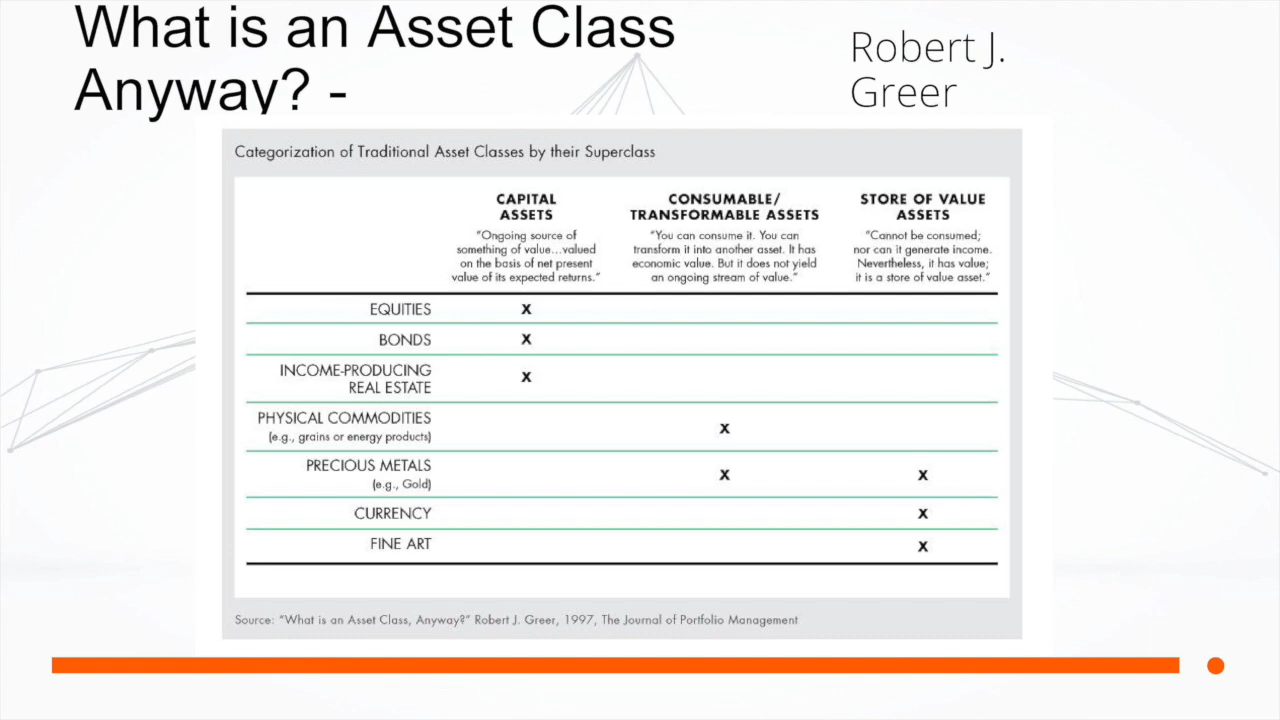 What is an Asset Class
Anyway? -
Robert J.
Greer
Categorization of Traditional Asset Classes by their Superclass
CAPITAL
ASSETS
"Ongoing source of
something of value...valued
on the basis of net present
value of its expected returns."
CONSUMABLE/
TRANSFORMABLE ASSETS
"You can consume it. You can
transform it into another asset. It has
economic value. But it does not yield
an ongoing stream of value."
STORE OF VALUE
ASSETS
"Cannot be consumed;
nor can it generate income.
Nevertheless, it has value;
it is a store of value asset."
EQUITIES X
BONDS X
INCOME-PRODUCING
REAL ESTATE X
PHYSICAL COMMODITIES
(e.g., grains or energy products) X
PRECIOUS METALS
(e.g., Gold) X X
CURRENCY X
FINE ART X
Source: "What is an Asset Class, Anyway?" Robert J. Greer, 1997, The Journal of Portfolio Management